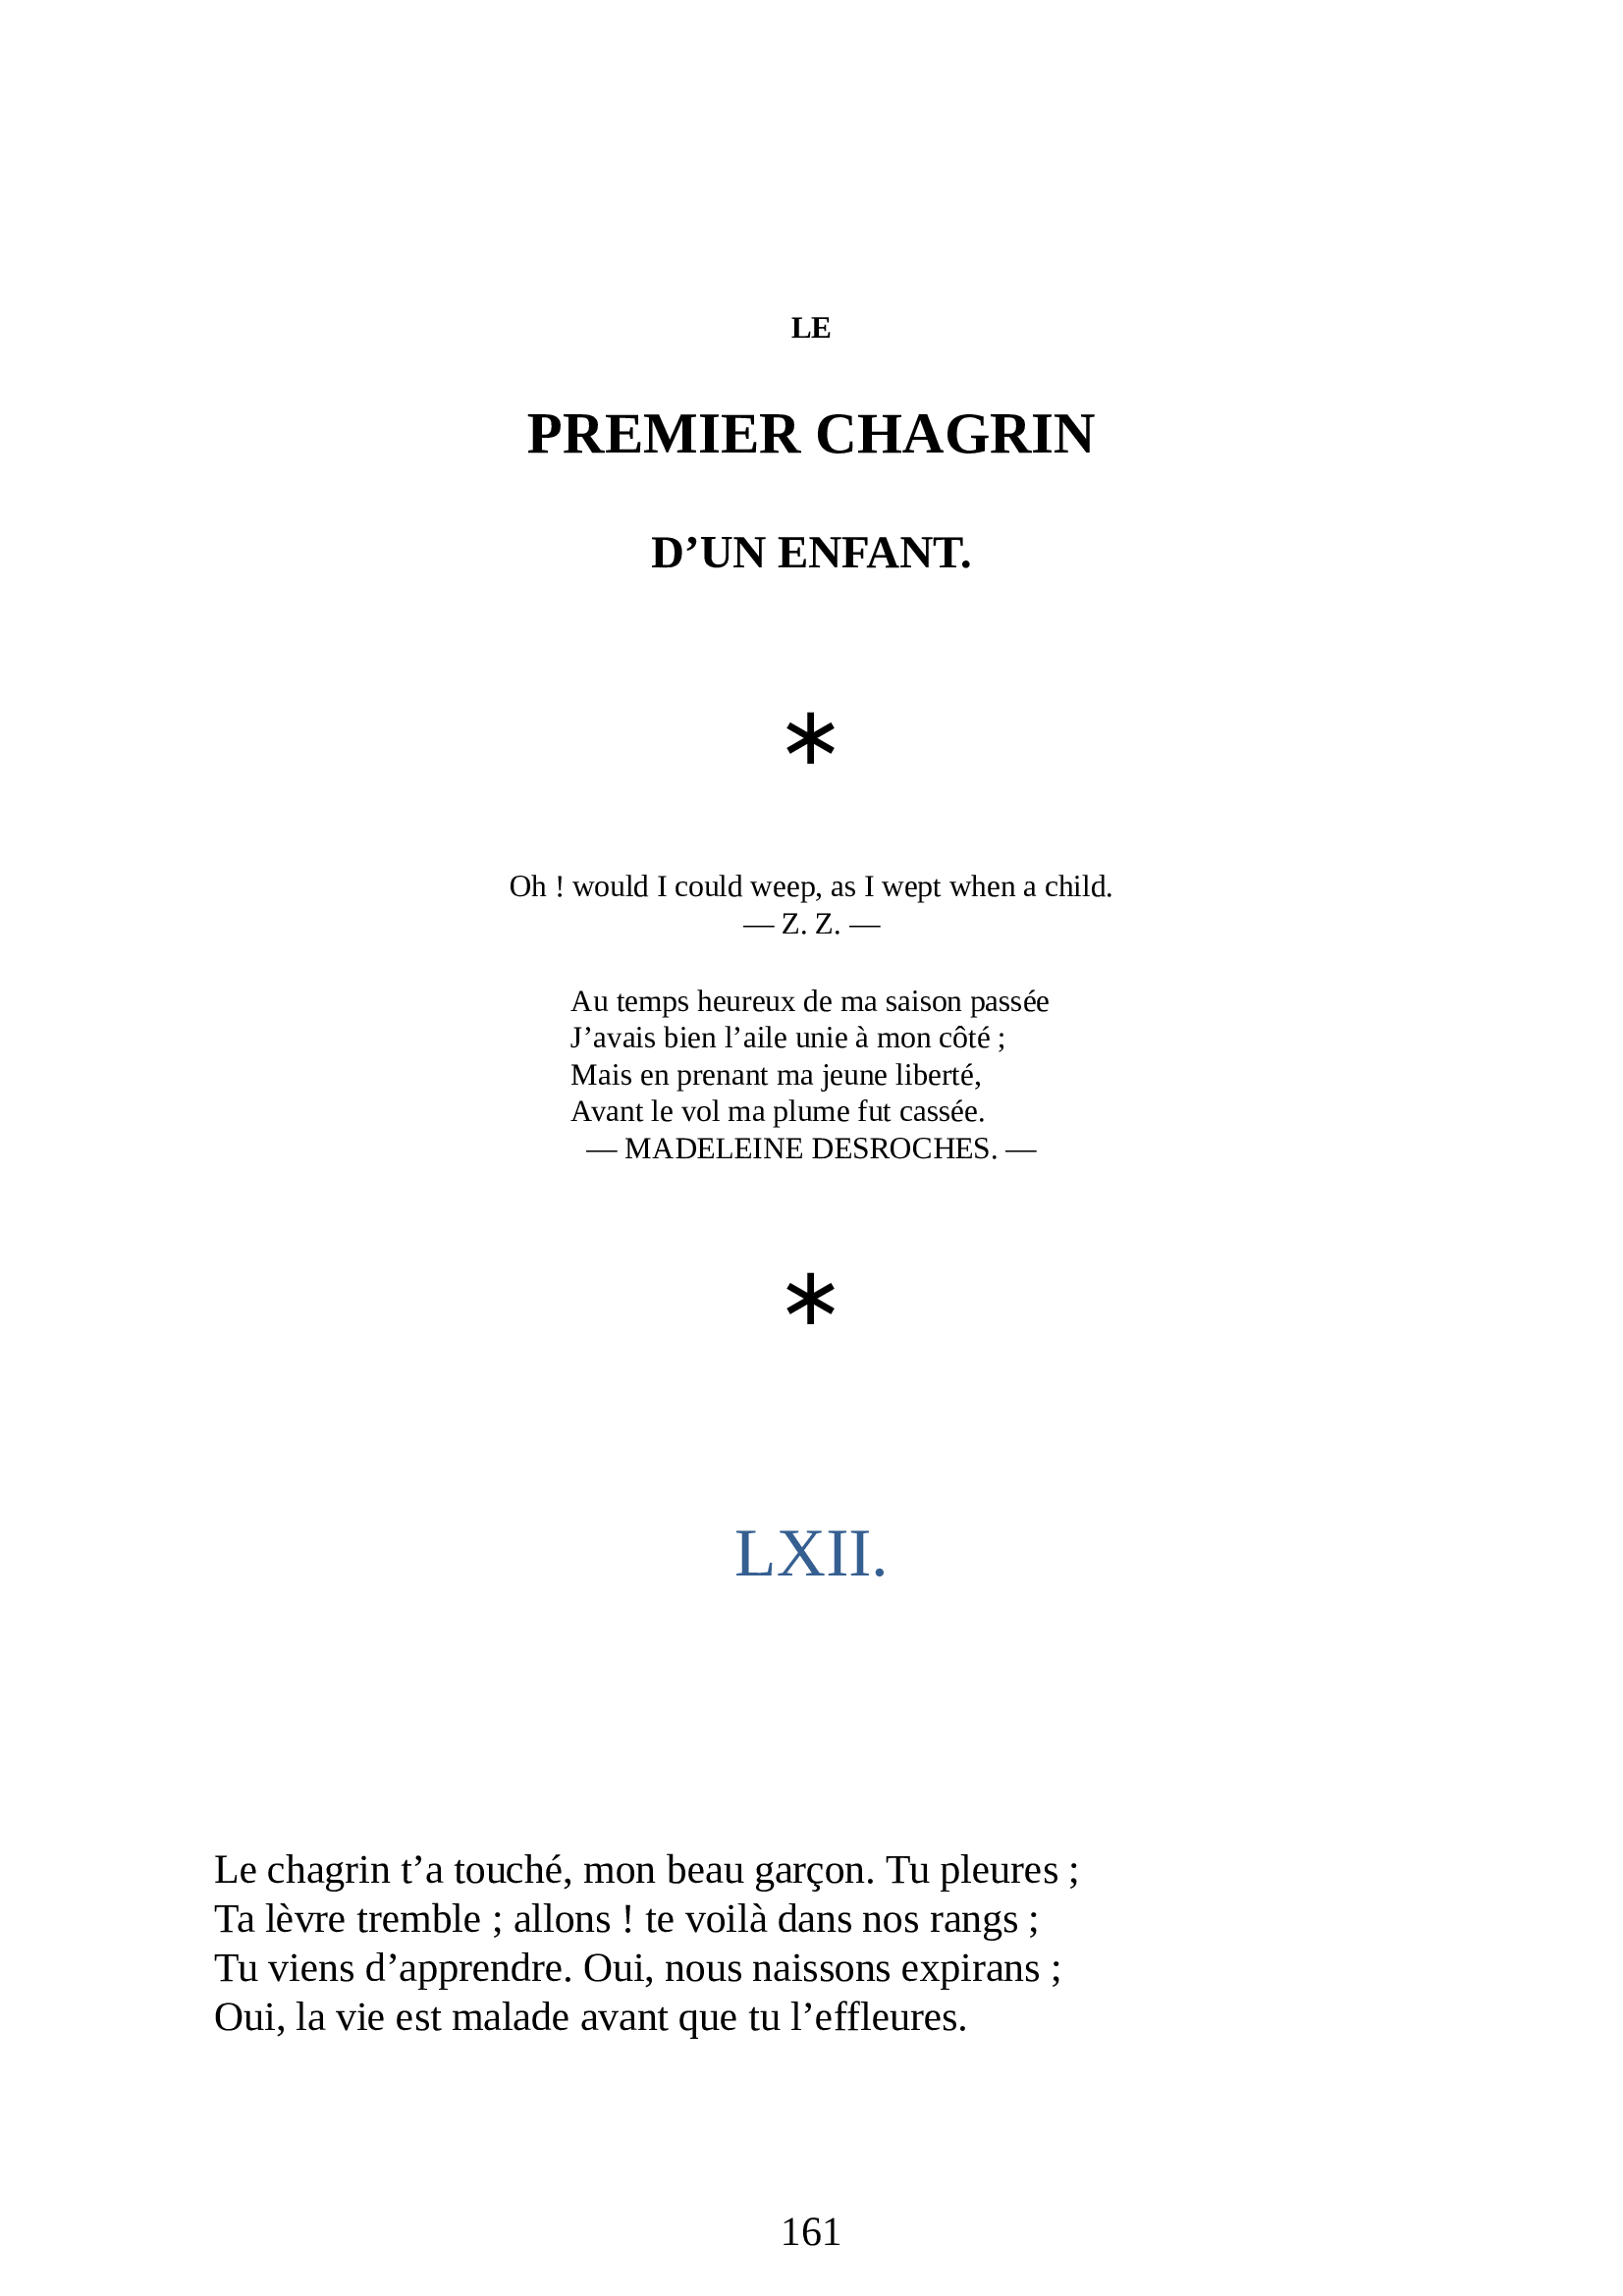 LE
PREMIER CHAGRIN
D’UN ENFANT.
*
Oh ! would I could weep, as I wept when a child.
— Z. Z. —
Au temps heureux de ma saison passée
J’avais bien l’aile unie à mon côté ;
Mais en prenant ma jeune liberté,
Avant le vol ma plume fut cassée.
— MADELEINE DESROCHES. —
*
LXII.
Le chagrin t’a touché, mon beau garçon. Tu pleures ;
Ta lèvre tremble ; allons ! te voilà dans nos rangs ;
Tu viens d’apprendre. Oui, nous naissons expirans ;
Oui, la vie est malade avant que tu l’effleures.
161